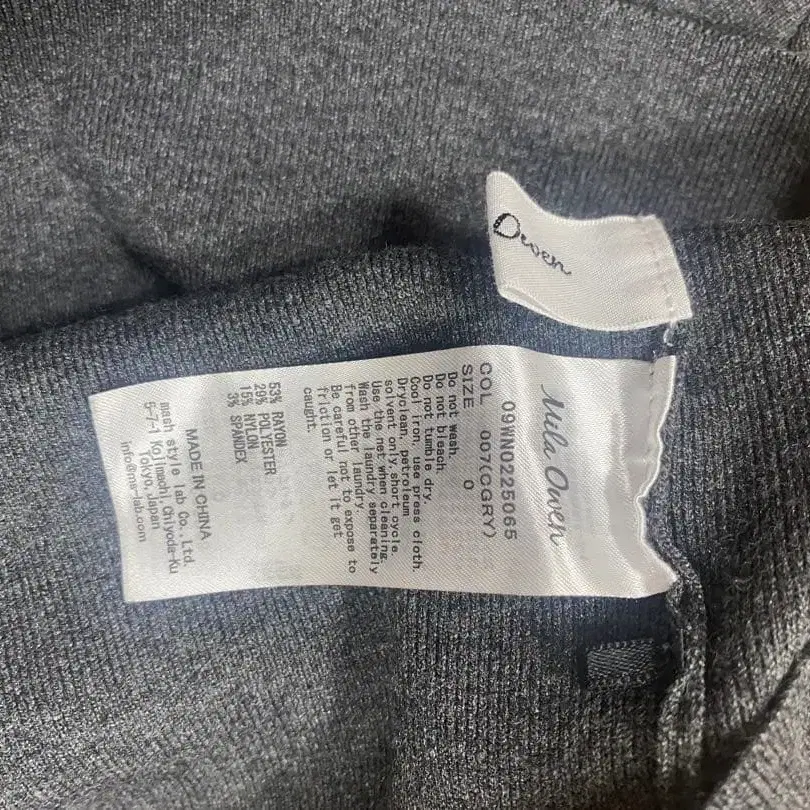 Owen
Mila Owen
09WNO225065
COL 007(CGRY)
SIZE 0
Do not wash.
Do not bleach.
Do not tumble dry.
Cool iron, use press cloth.
Dryclean, petroleum
solvent only, short cycle.
Use the net when cleaning.
Wash the laundry separately
from other laundry.
Be careful not to expose to
friction or let it get
caught.
53% RAYON
29% POLYESTER
15% NYLON
3% SPANDEX
MADE IN CHINA
mash style lab Co., Ltd.
5-7-1 Kojimachi, Chiyoda-Ku
Tokyo, Japan
info@ms-lab.com